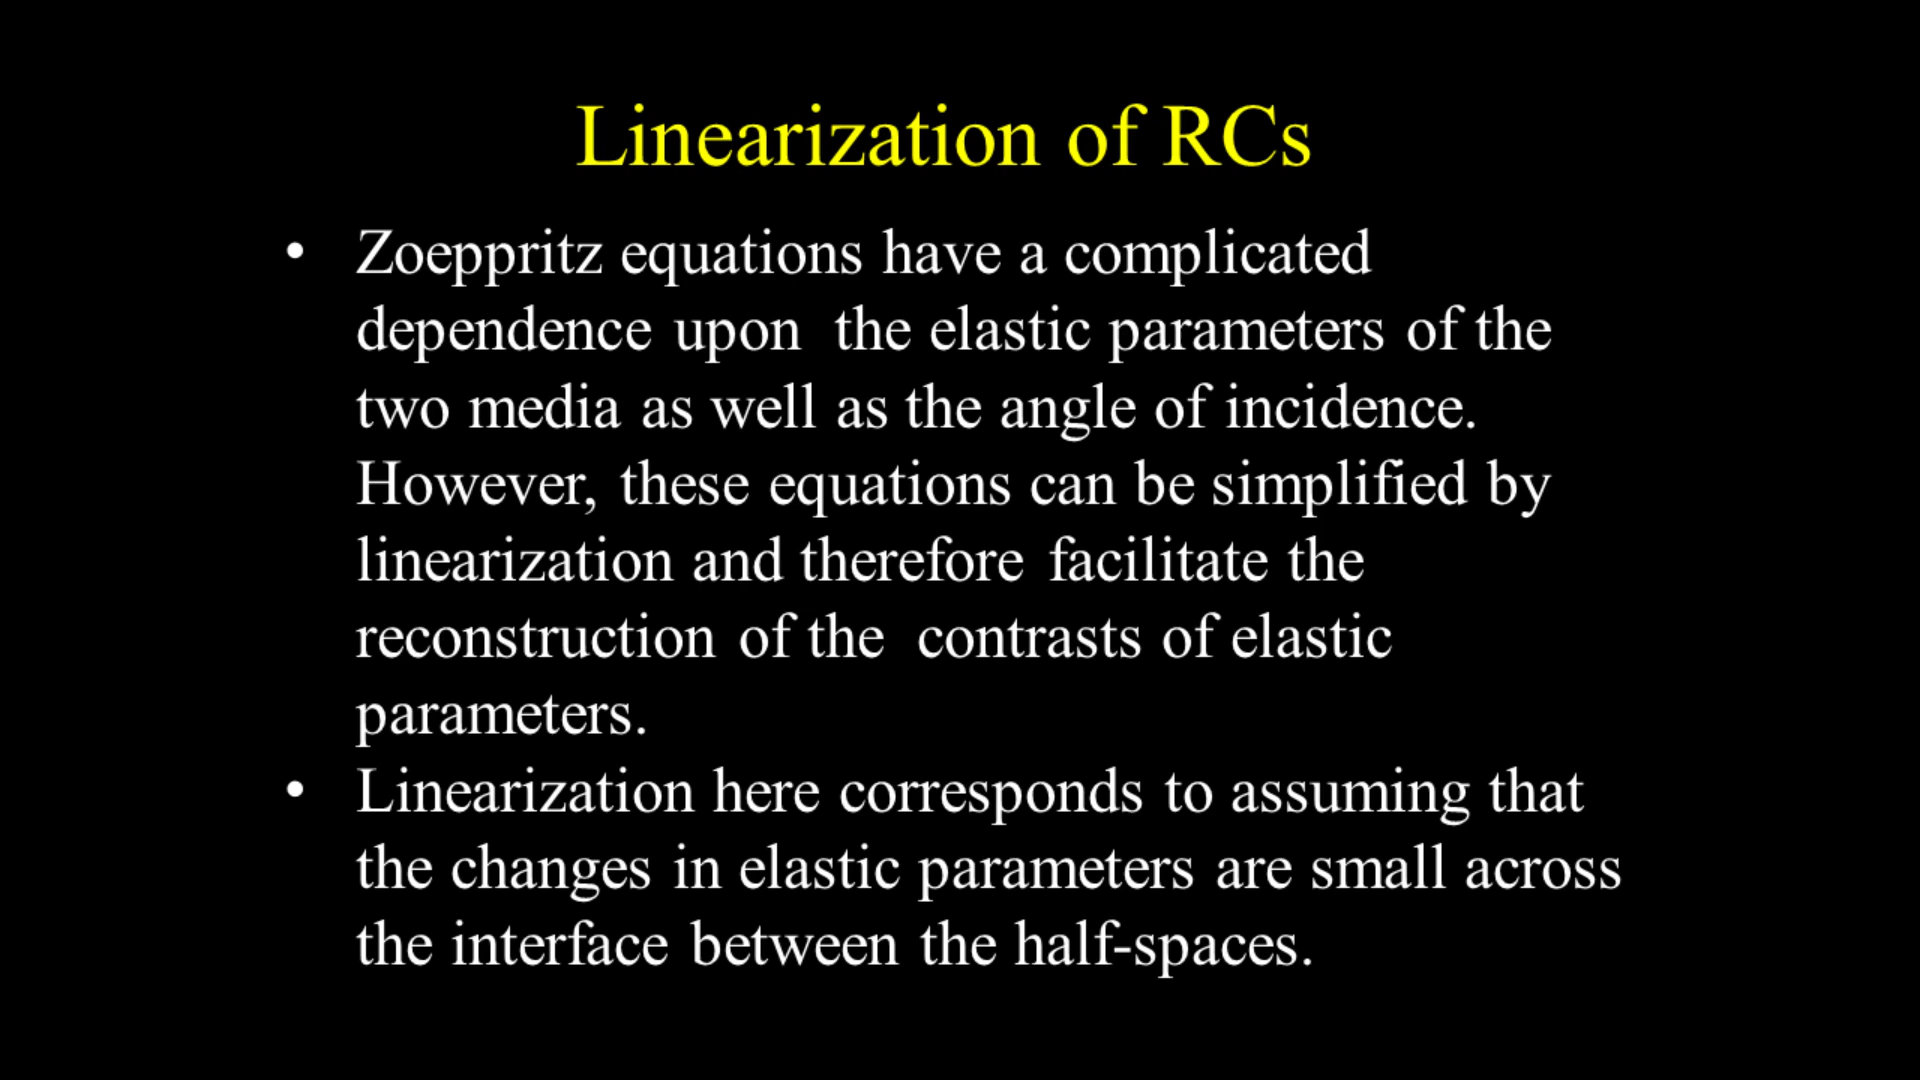 Linearization of RCs
• Zoeppritz equations have a complicated
dependence upon the elastic parameters of the
two media as well as the angle of incidence.
However, these equations can be simplified by
linearization and therefore facilitate the
reconstruction of the contrasts of elastic
parameters.
• Linearization here corresponds to assuming that
the changes in elastic parameters are small across
the interface between the half-spaces.